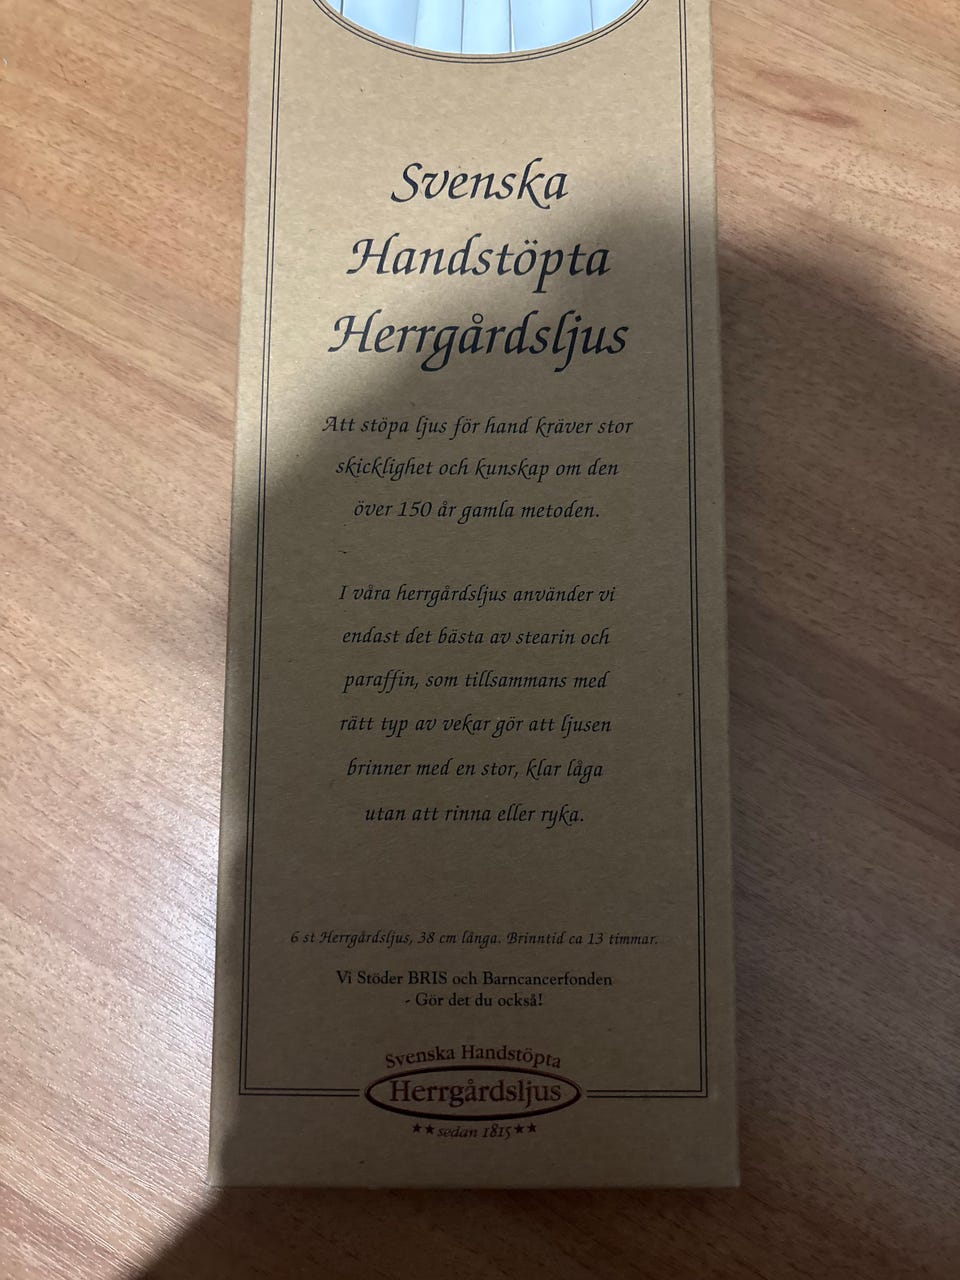 Svenska
Handstöpta
Herrgårdsljus
Att stöpa ljus för hand kräver stor
skicklighet och kunskap om den
över 150 år gamla metoden.
I våra herrgårdsljus använder vi
endast det bästa av stearin och
paraffin, som tillsammans med
rätt typ av vekar gör att ljusen
brinner med en stor, klar låga
utan att rinna eller ryka.
6 st Herrgårdsljus, 38 cm långa. Brinntid ca 13 timmar.
Vi Stöder BRIS och Barncancerfonden
- Gör det du också!
Svenska Handstöpta
Herrgårdsljus
★★ sedan 1815 ★★